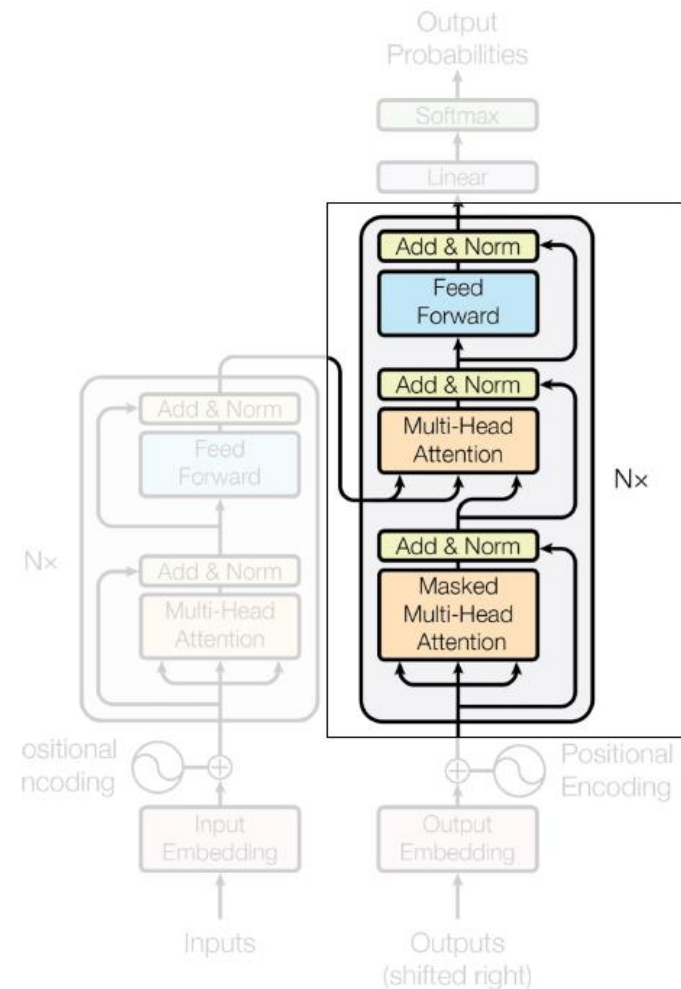 Output
Probabilities
Softmax
Linear
Add & Norm
Feed
Forward
Add & Norm
Multi-Head
Attention
Add & Norm
Masked
Multi-Head
Attention
N×
Add & Norm
Feed
Forward
Add & Norm
Multi-Head
Attention
N×
ositional
ncoding
Positional
Encoding
Input
Embedding
Output
Embedding
Inputs
Outputs
(shifted right)